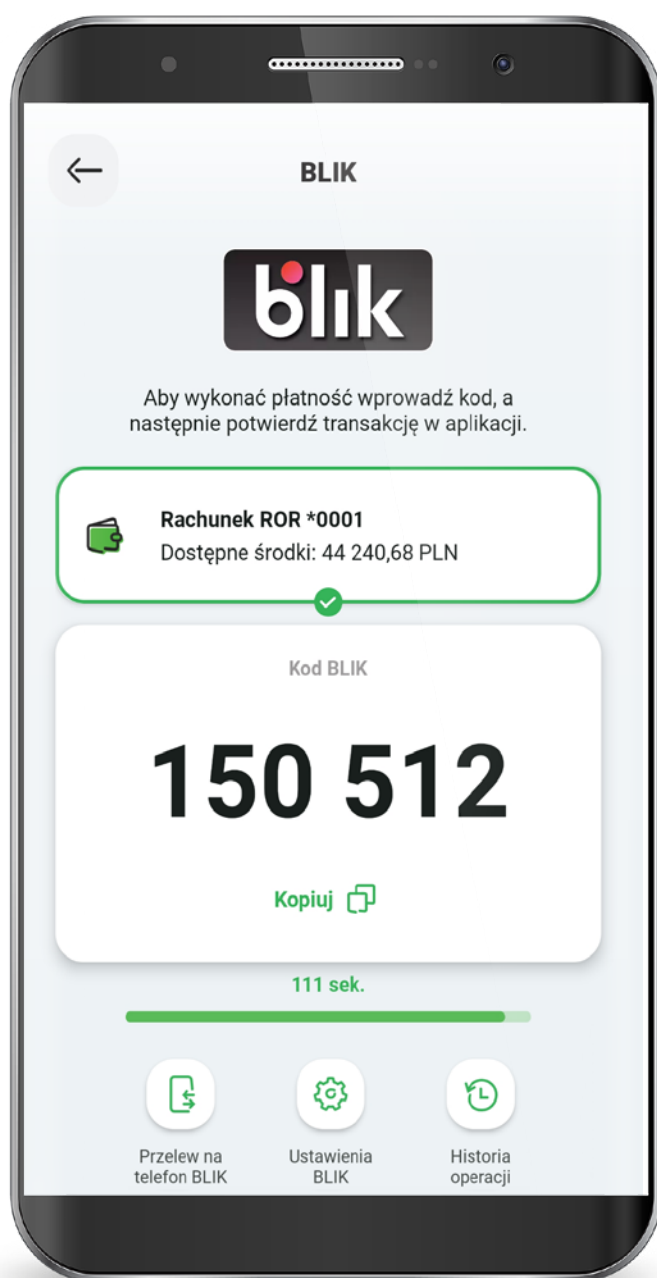 BLIK
blik
Aby wykonać płatność wprowadź kod, a
następnie potwierdź transakcję w aplikacji.
Rachunek ROR *0001
Dostępne środki: 44 240,68 PLN
Kod BLIK
150 512
Kopiuj
111 sek.
Przelew na
telefon BLIK
Ustawienia
BLIK
Historia
operacji